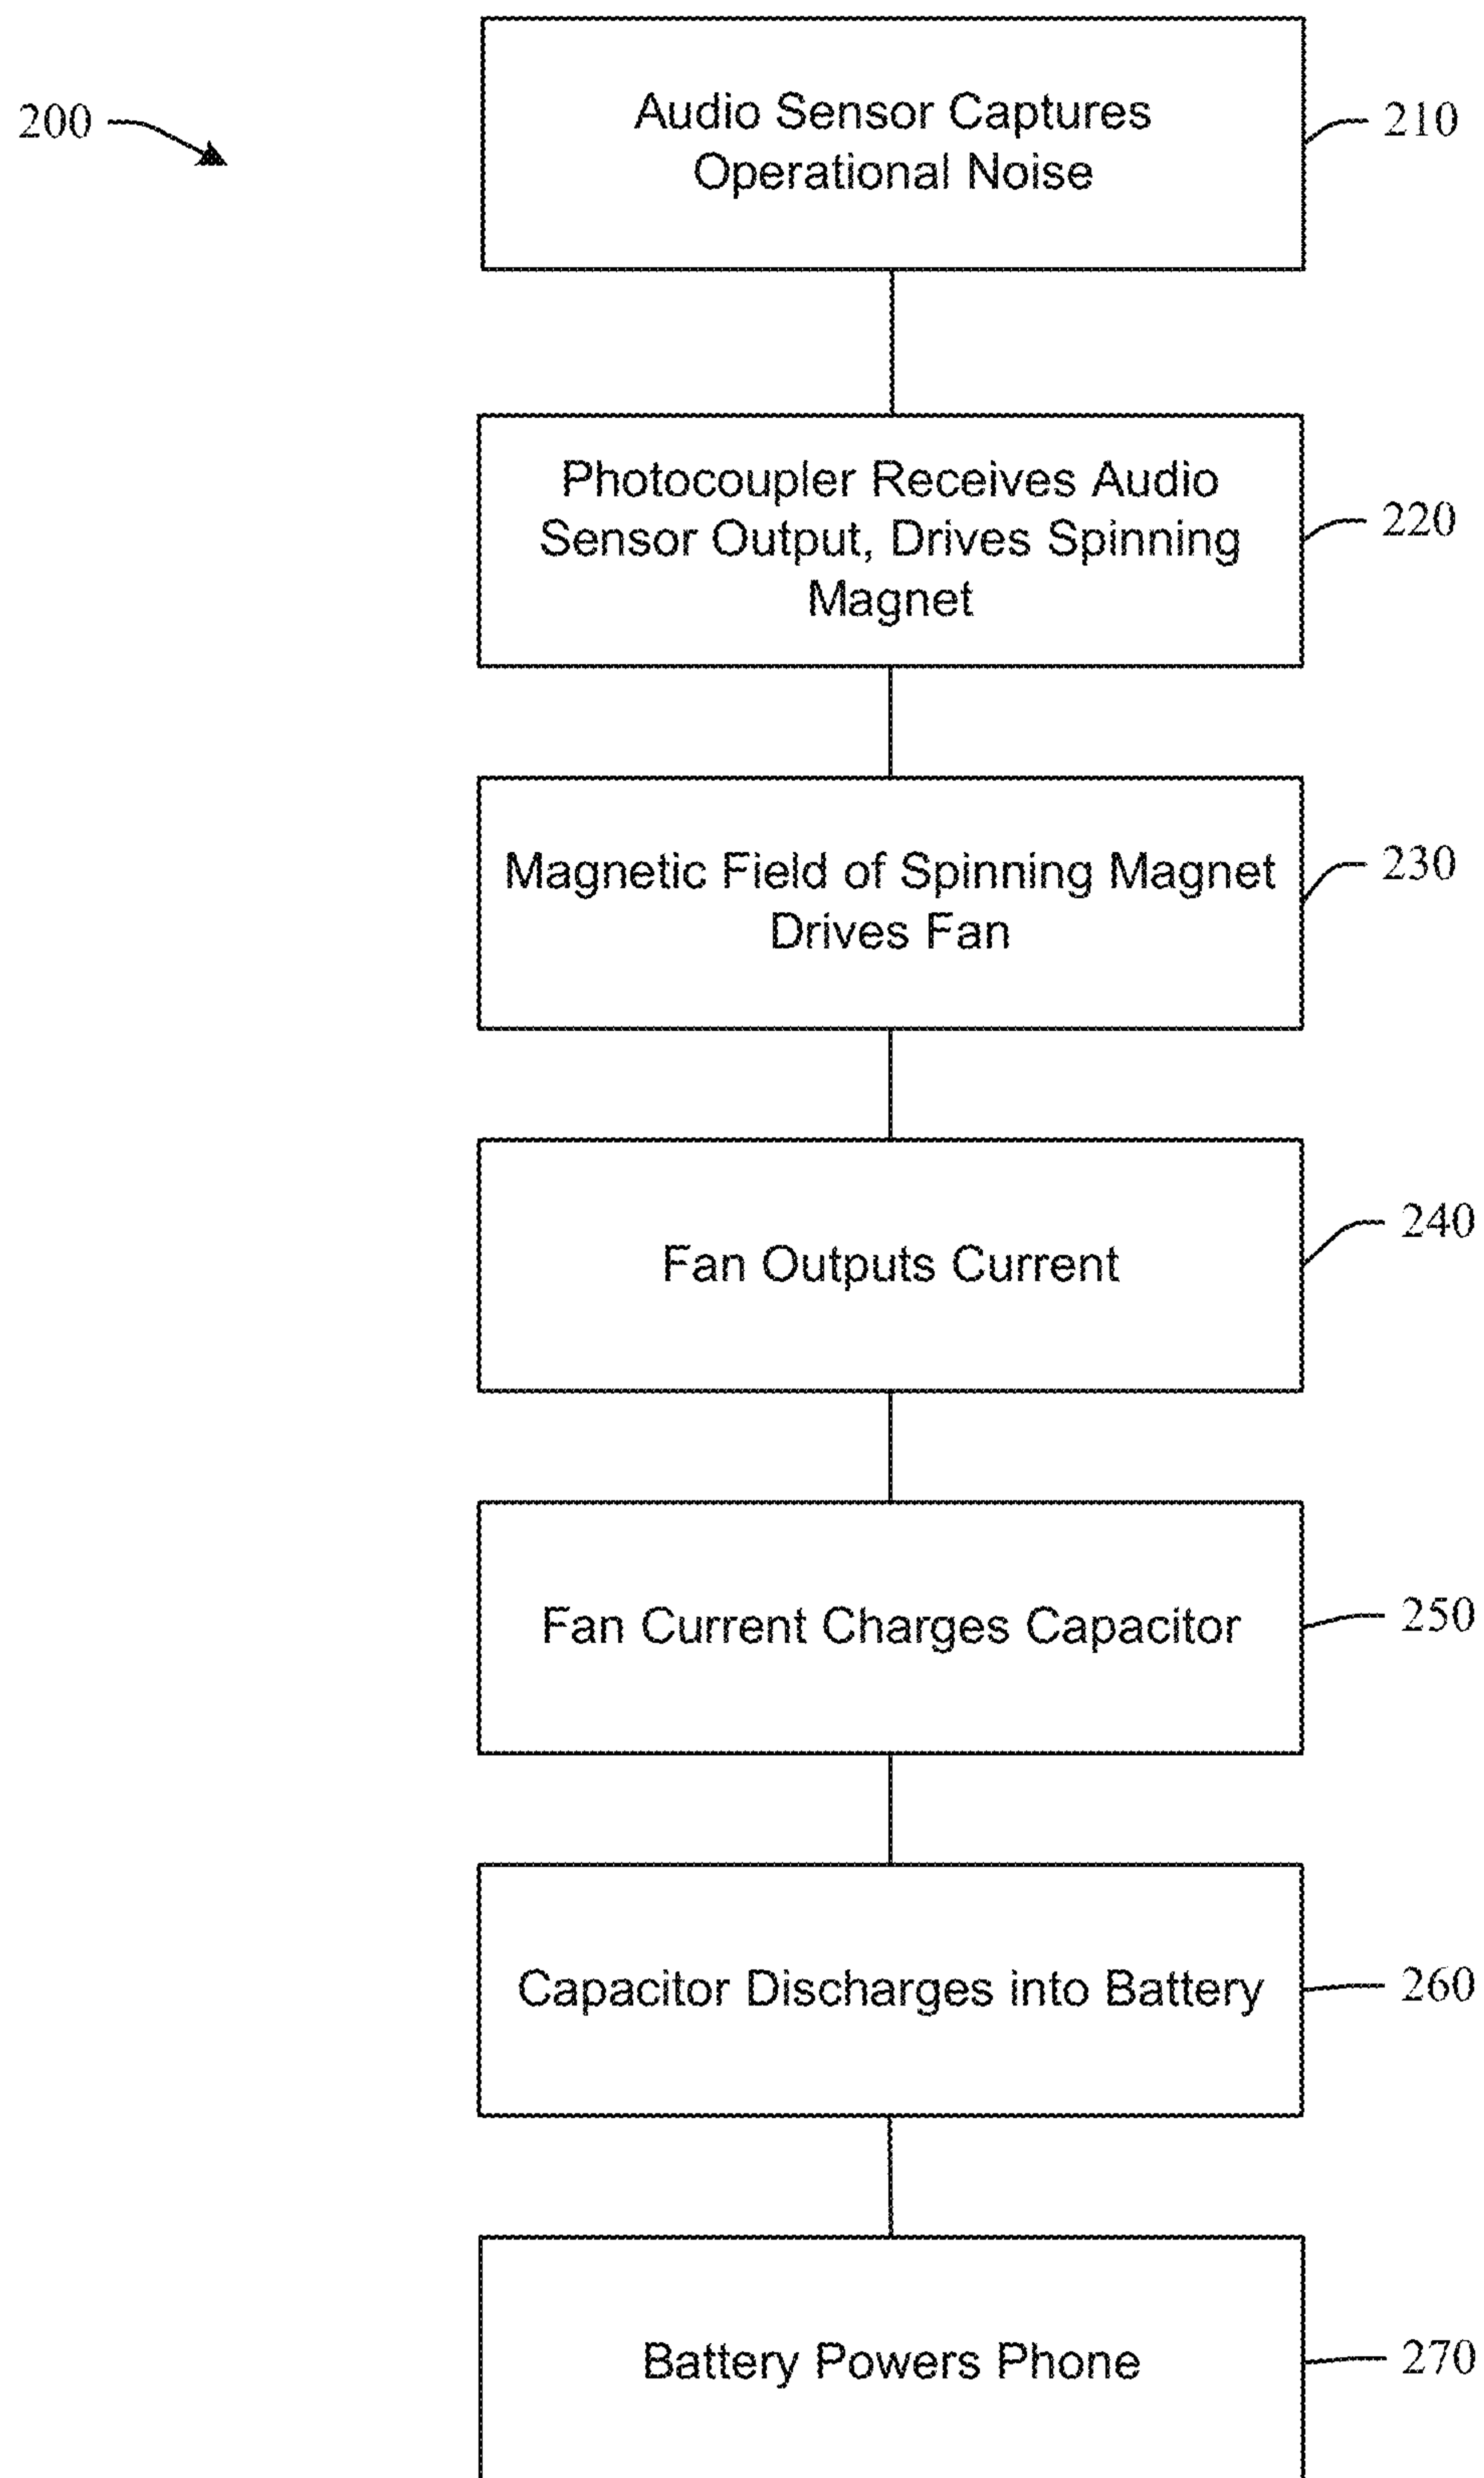 200
Audio Sensor Captures
Operational Noise
210
Photocoupler Receives Audio
Sensor Output, Drives Spinning
Magnet
220
Magnetic Field of Spinning Magnet
Drives Fan
230
Fan Outputs Current
240
Fan Current Charges Capacitor
250
Capacitor Discharges into Battery
260
Battery Powers Phone
270